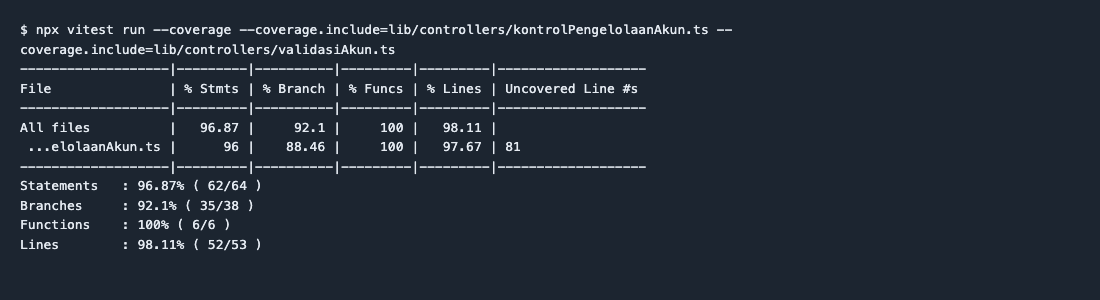 $ npx vitest run --coverage --coverage.include=lib/controllers/kontrolPengelolaanAkun.ts --
coverage.include=lib/controllers/validasiAkun.ts
-------------------|---------|----------|---------|---------|-------------------
File               | % Stmts | % Branch | % Funcs | % Lines | Uncovered Line #s
-------------------|---------|----------|---------|---------|-------------------
All files          |   96.87 |     92.1 |     100 |   98.11 |
 ...elolaanAkun.ts |      96 |    88.46 |     100 |   97.67 | 81
-------------------|---------|----------|---------|---------|-------------------
Statements   : 96.87% ( 62/64 )
Branches     : 92.1% ( 35/38 )
Functions    : 100% ( 6/6 )
Lines        : 98.11% ( 52/53 )